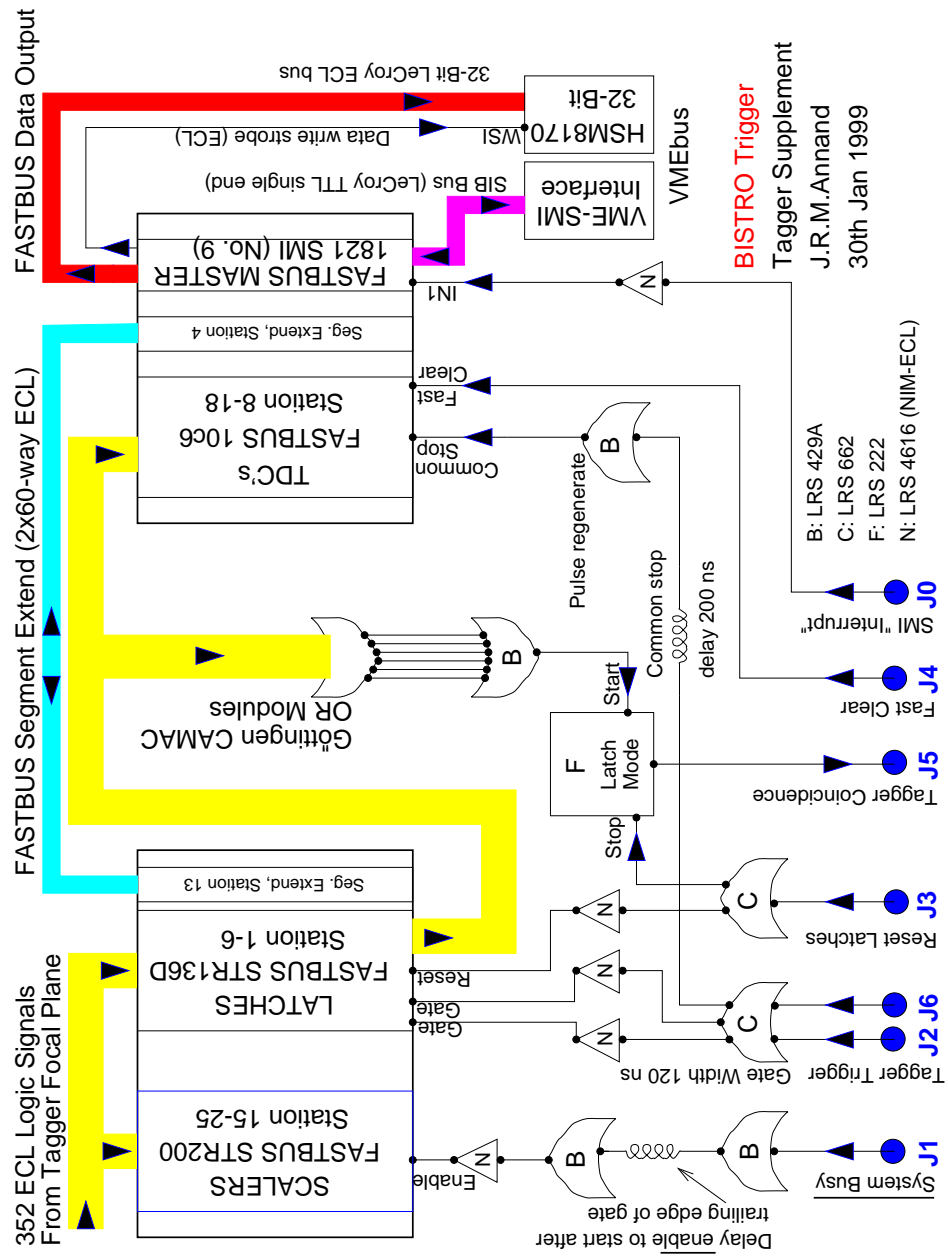 352 ECL Logic Signals
From Tagger Focal Plane
FASTBUS Segment Extend (2x60-way ECL)
FASTBUS Data Output
SCALERS
FASTBUS STR200
Station 15-25
LATCHES
FASTBUS STR136D
Station 1-6
Seg. Extend, Station 13
Enable
Gate
Gate
Reset
Göttingen CAMAC
OR Modules
TDC's
FASTBUS 10c6
Station 8-18
Seg. Extend, Station 4
FASTBUS MASTER
1821 SMI (No. 9)
Common
Stop
Fast
Clear
IN1
32-Bit LeCroy ECL bus
Data write strobe (ECL)
WSI
HSM8170
32-Bit
SIB Bus (LeCroy TTL single end)
VME-SMI
Interface
VMEbus
N
B
B
Delay enable to start after
trailing edge of gate
System Busy
J1
N
N
C
Gate Width 120 ns
Tagger Trigger
J2
J6
N
C
Reset Latches
J3
B
Start
Stop
F
Latch
Mode
Tagger Coincidence
J5
Pulse regenerate
B
Common stop
delay 200 ns
Fast Clear
J4
N
SMI "Interrupt"
J0
B: LRS 429A
C: LRS 662
F: LRS 222
N: LRS 4616 (NIM-ECL)
BISTRO Trigger
Tagger Supplement
J.R.M.Annand
30th Jan 1999